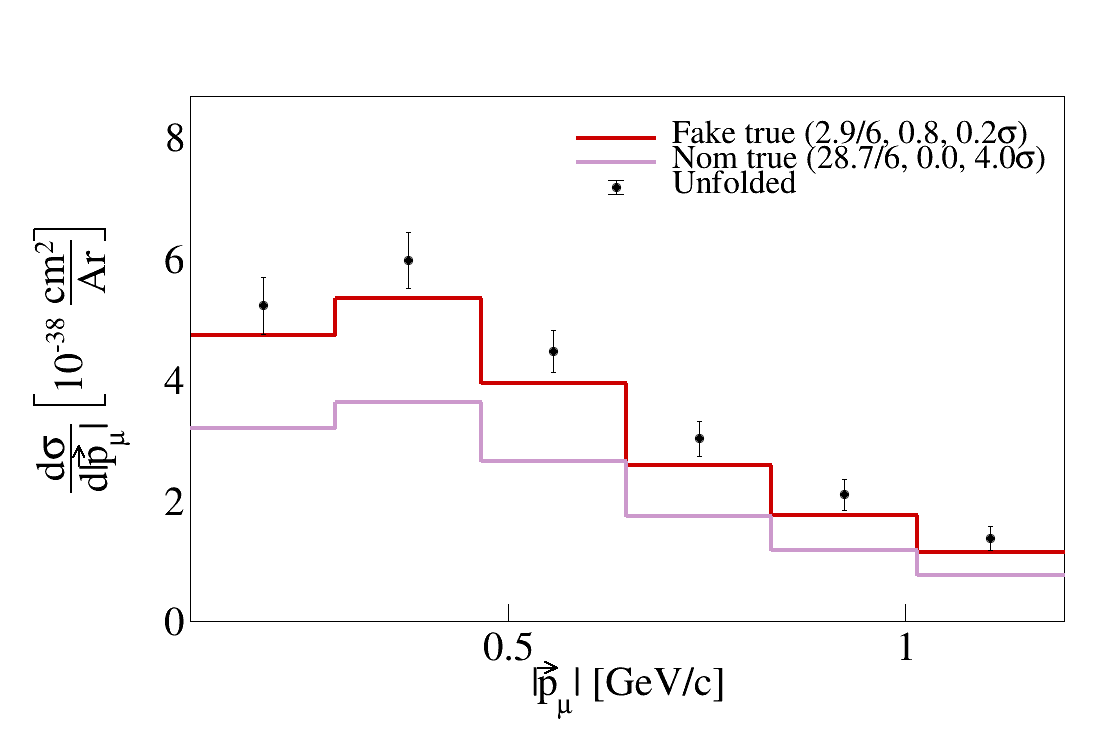 Fake true (2.9/6, 0.8, 0.2σ)
Nom true (28.7/6, 0.0, 4.0σ)
Unfolded
8
6
4
2
0
0.5
1
|p⃗μ| [GeV/c]
dσ/d|p⃗μ| [10⁻³⁸ cm²/Ar]